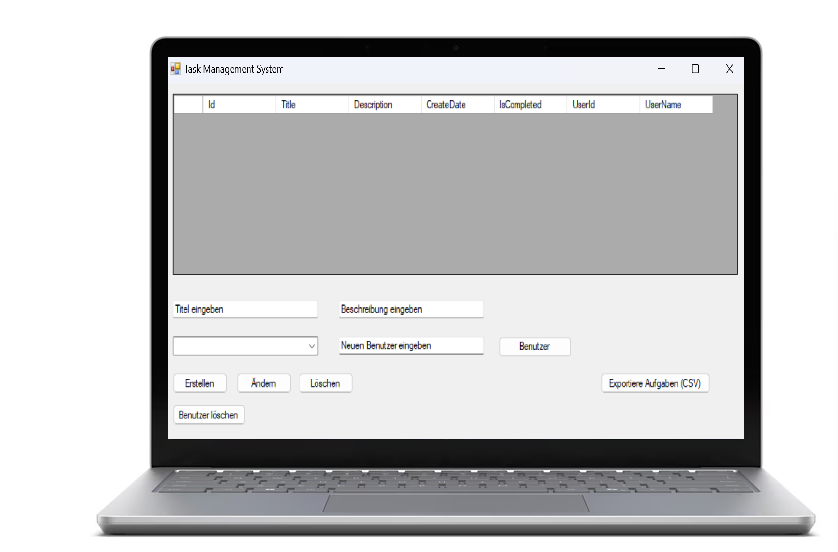 Task Management System
Id Title Description CreateDate IsCompleted UserId UserName
Titel eingeben Beschreibung eingeben
Neuen Benutzer eingeben Benutzer
Erstellen Ändern Löschen Exportiere Aufgaben (CSV)
Benutzer löschen